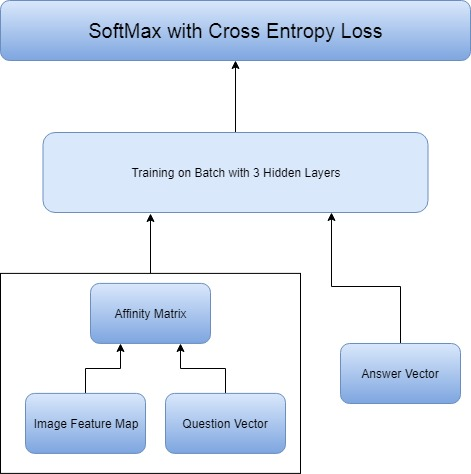 SoftMax with Cross Entropy Loss
Training on Batch with 3 Hidden Layers
Affinity Matrix
Answer Vector
Image Feature Map
Question Vector